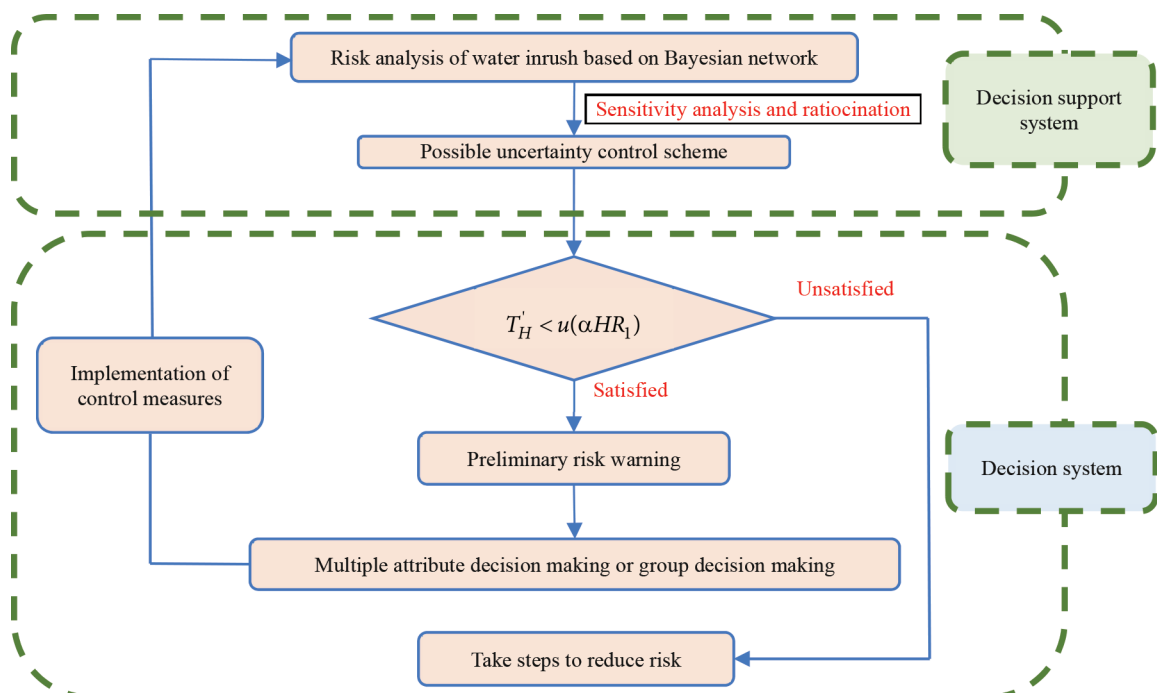 Risk analysis of water inrush based on Bayesian network
Sensitivity analysis and ratiocination
Decision support
system
Possible uncertainty control scheme
Unsatisfied
T'_H < u(αHR₁)
Implementation of
control measures
Satisfied
Preliminary risk warning
Decision system
Multiple attribute decision making or group decision making
Take steps to reduce risk